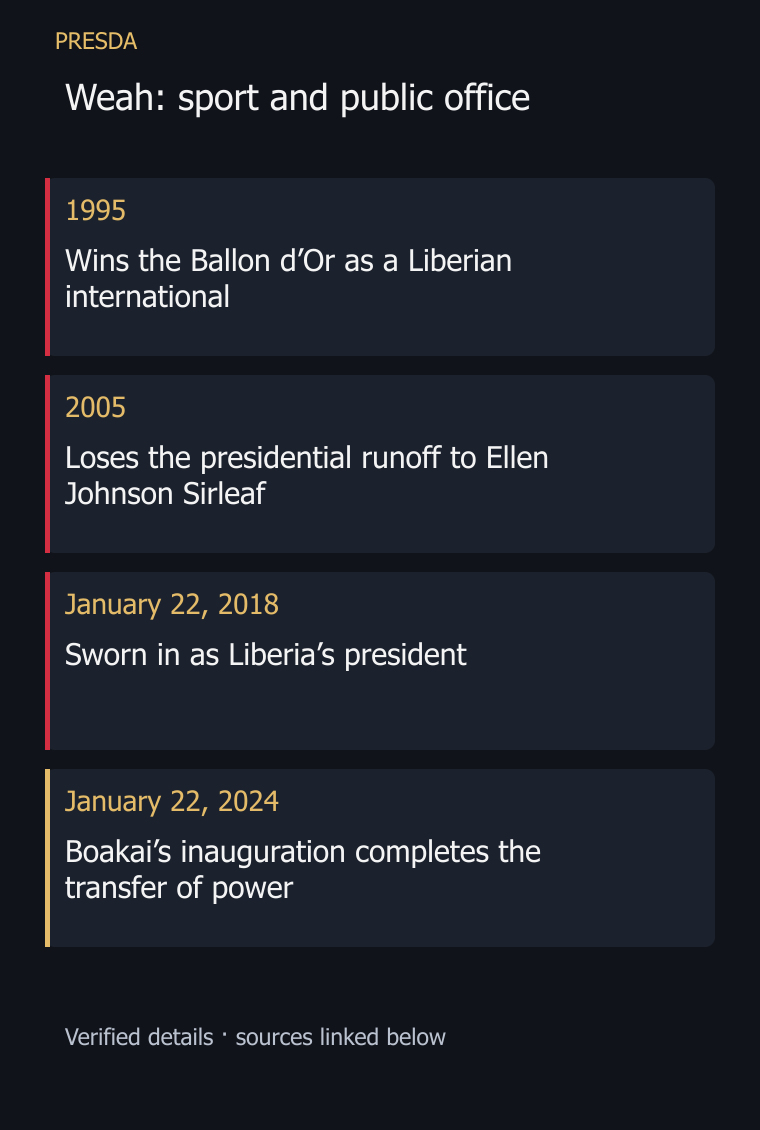 PRESDA
Weah: sport and public office
1995
Wins the Ballon d’Or as a Liberian
international
2005
Loses the presidential runoff to Ellen
Johnson Sirleaf
January 22, 2018
Sworn in as Liberia’s president
January 22, 2024
Boakai’s inauguration completes the
transfer of power
Verified details · sources linked below